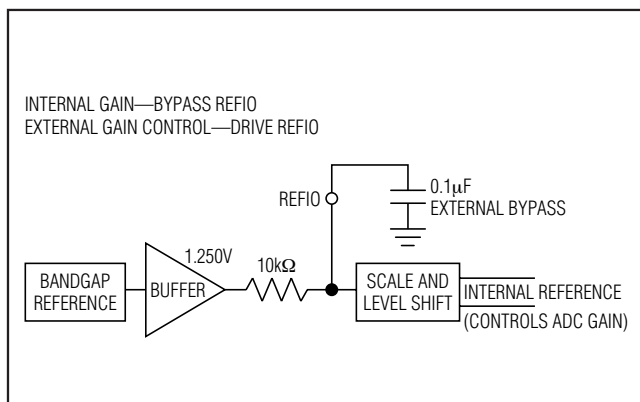 INTERNAL GAIN—BYPASS REFIO
EXTERNAL GAIN CONTROL—DRIVE REFIO
REFIO
0.1μF
EXTERNAL BYPASS
1.250V
10kΩ
BANDGAP
REFERENCE
BUFFER
SCALE AND
LEVEL SHIFT
INTERNAL REFERENCE
(CONTROLS ADC GAIN)